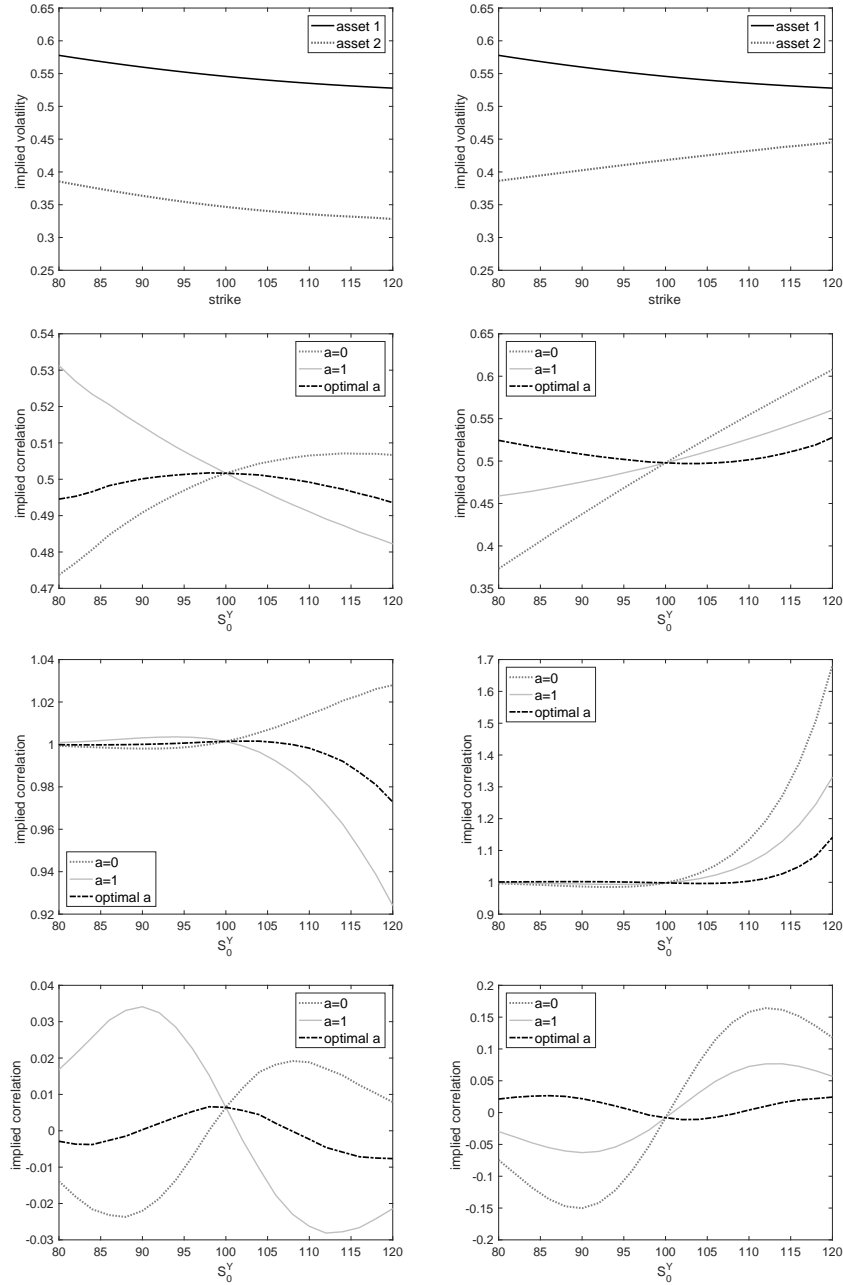 0.65
0.6
0.55
0.5
0.45
0.4
0.35
0.3
0.25
implied volatility
asset 1
asset 2
80 85 90 95 100 105 110 115 120
strike
0.65
0.6
0.55
0.5
0.45
0.4
0.35
0.3
0.25
implied volatility
asset 1
asset 2
80 85 90 95 100 105 110 115 120
strike
0.54
0.53
0.52
0.51
0.5
0.49
0.48
0.47
implied correlation
a=0
a=1
optimal a
80 85 90 95 100 105 110 115 120
S_0^Y
0.65
0.6
0.55
0.5
0.45
0.4
0.35
implied correlation
a=0
a=1
optimal a
80 85 90 95 100 105 110 115 120
S_0^Y
1.04
1.02
1
0.98
0.96
0.94
0.92
implied correlation
a=0
a=1
optimal a
80 85 90 95 100 105 110 115 120
S_0^Y
1.7
1.6
1.5
1.4
1.3
1.2
1.1
1
0.9
implied correlation
a=0
a=1
optimal a
80 85 90 95 100 105 110 115 120
S_0^Y
0.04
0.03
0.02
0.01
0
-0.01
-0.02
-0.03
implied correlation
a=0
a=1
optimal a
80 85 90 95 100 105 110 115 120
S_0^Y
0.2
0.15
0.1
0.05
0
-0.05
-0.1
-0.15
-0.2
implied correlation
a=0
a=1
optimal a
80 85 90 95 100 105 110 115 120
S_0^Y